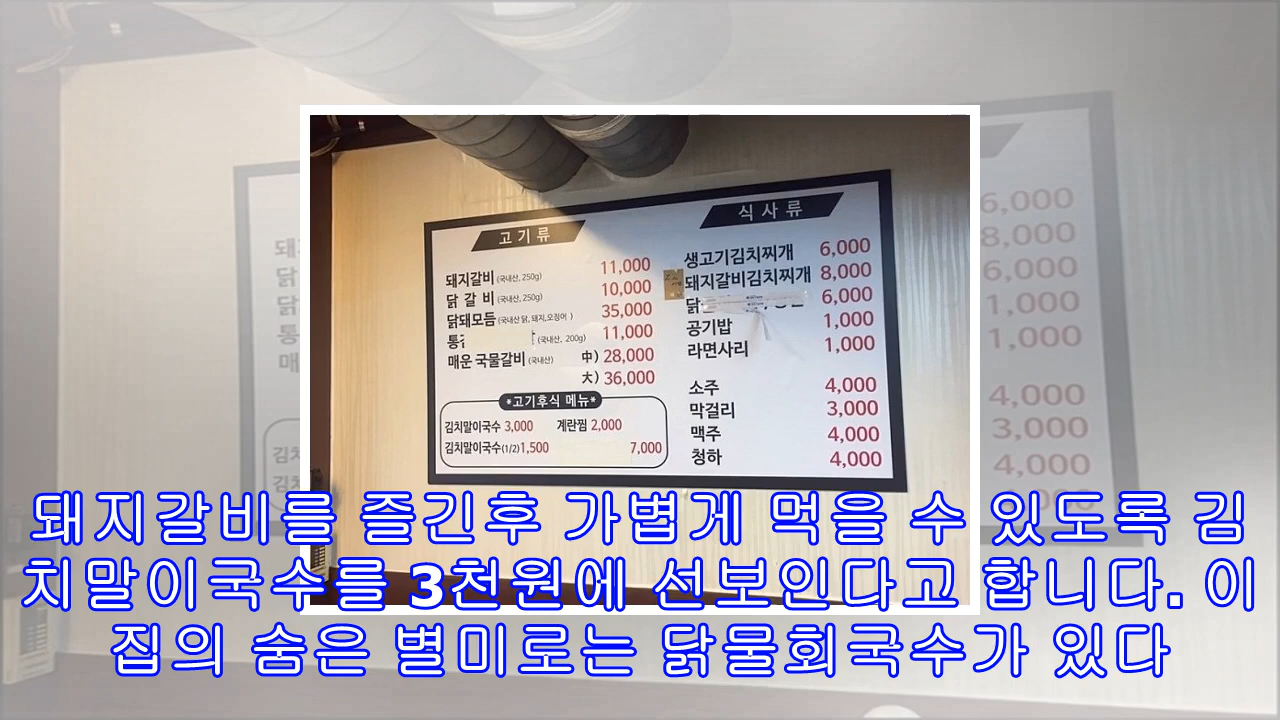 고기류
돼지갈비 (국내산, 250g) 11,000
닭 갈 비 (국내산, 250g) 10,000
닭돼모듬 (국내산 닭, 돼지,오징어 ) 35,000
(국내산, 200g) 11,000
매운 국물갈비 (국내산) 中) 28,000
大) 36,000
*고기후식 메뉴*
김치말이국수 3,000 계란찜 2,000
김치말이국수(1/2)1,500 7,000
식사류
생고기김치찌개 6,000
돼지갈비김치찌개 8,000
6,000
공기밥 1,000
라면사리 1,000
소주 4,000
막걸리 3,000
맥주 4,000
청하 4,000
돼지갈비를 즐긴후 가볍게 먹을 수 있도록 김
치말이국수를 3천원에 선보인다고 합니다. 이
집의 숨은 별미로는 닭물회국수가 있다